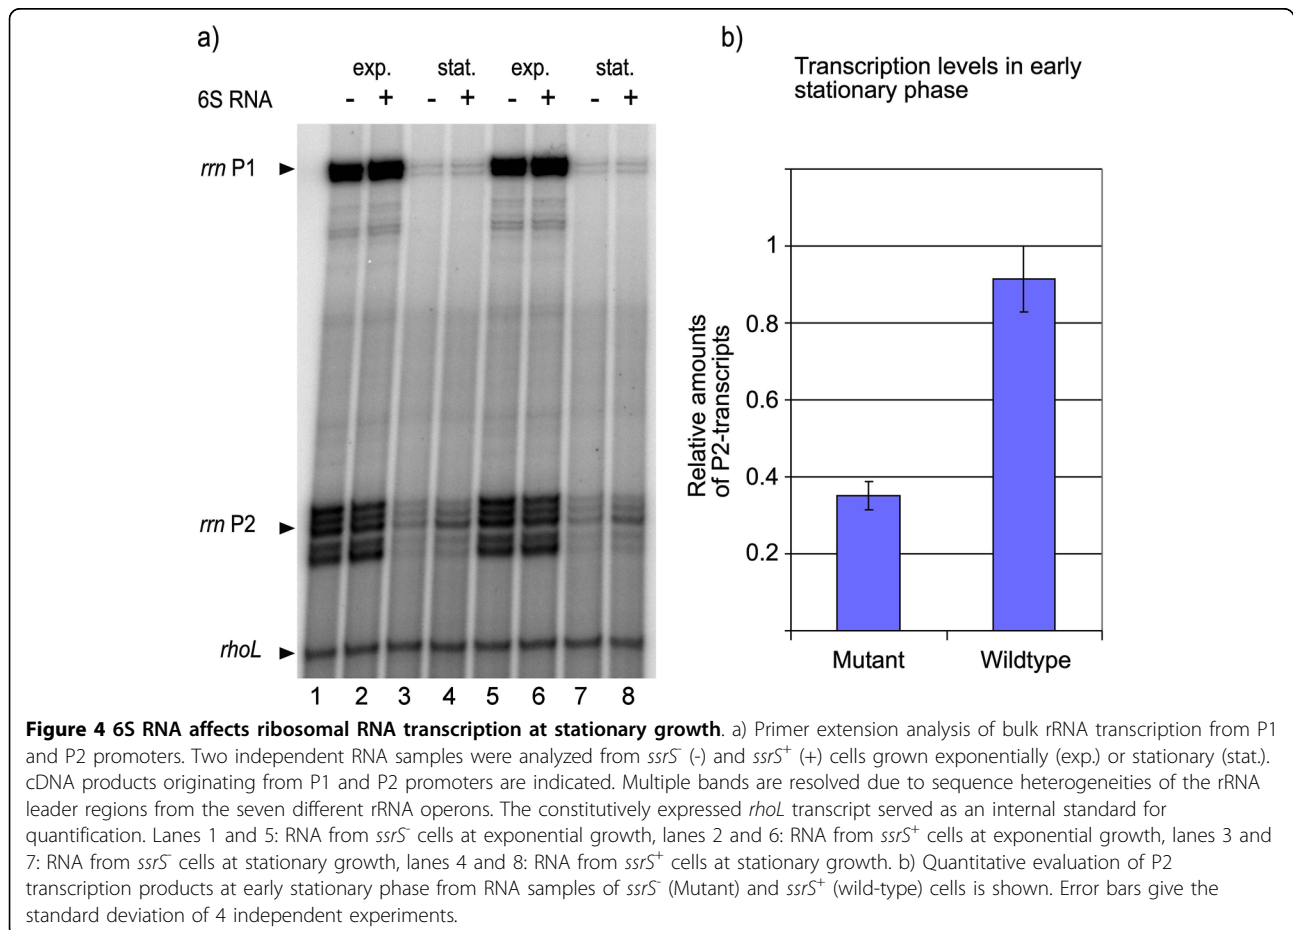 a)
exp. stat. exp. stat.
6S RNA - + - + - + - +
rrn P1
rrn P2
rhoL
1 2 3 4 5 6 7 8
b)
Transcription levels in early
stationary phase
Relative amounts
of P2-transcripts
1
0.8
0.6
0.4
0.2
Mutant Wildtype
Figure 4 6S RNA affects ribosomal RNA transcription at stationary growth. a) Primer extension analysis of bulk rRNA transcription from P1
and P2 promoters. Two independent RNA samples were analyzed from ssrS⁻ (-) and ssrS⁺ (+) cells grown exponentially (exp.) or stationary (stat.).
cDNA products originating from P1 and P2 promoters are indicated. Multiple bands are resolved due to sequence heterogeneities of the rRNA
leader regions from the seven different rRNA operons. The constitutively expressed rhoL transcript served as an internal standard for
quantification. Lanes 1 and 5: RNA from ssrS⁻ cells at exponential growth, lanes 2 and 6: RNA from ssrS⁺ cells at exponential growth, lanes 3 and
7: RNA from ssrS⁻ cells at stationary growth, lanes 4 and 8: RNA from ssrS⁺ cells at stationary growth. b) Quantitative evaluation of P2
transcription products at early stationary phase from RNA samples of ssrS⁻ (Mutant) and ssrS⁺ (wild-type) cells is shown. Error bars give the
standard deviation of 4 independent experiments.